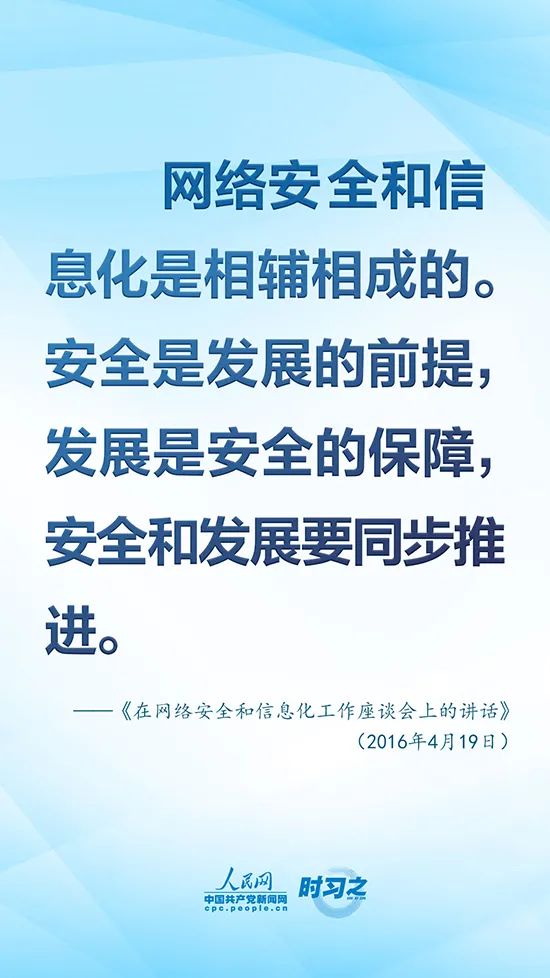 网络安全和信
息化是相辅相成的。
安全是发展的前提，
发展是安全的保障，
安全和发展要同步推
进。
——《在网络安全和信息化工作座谈会上的讲话》
（2016年4月19日）
人民网
中国共产党新闻网
cpc.people.cn
时习之